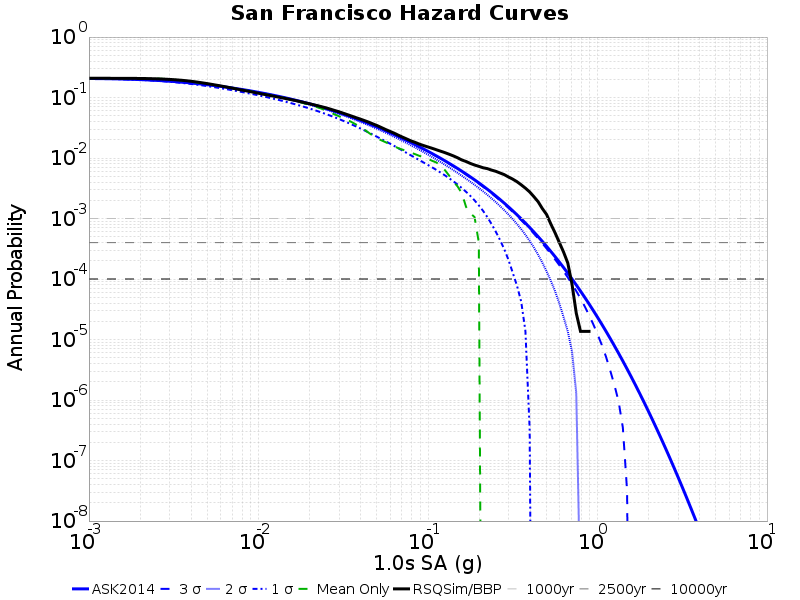 San Francisco Hazard Curves
10^0
10^-1
10^-2
10^-3
10^-4
10^-5
10^-6
10^-7
10^-8
Annual Probability
10^-3 10^-2 10^-1 10^0 10^1
1.0s SA (g)
ASK2014 3 σ 2 σ 1 σ Mean Only RSQSim/BBP 1000yr 2500yr 10000yr